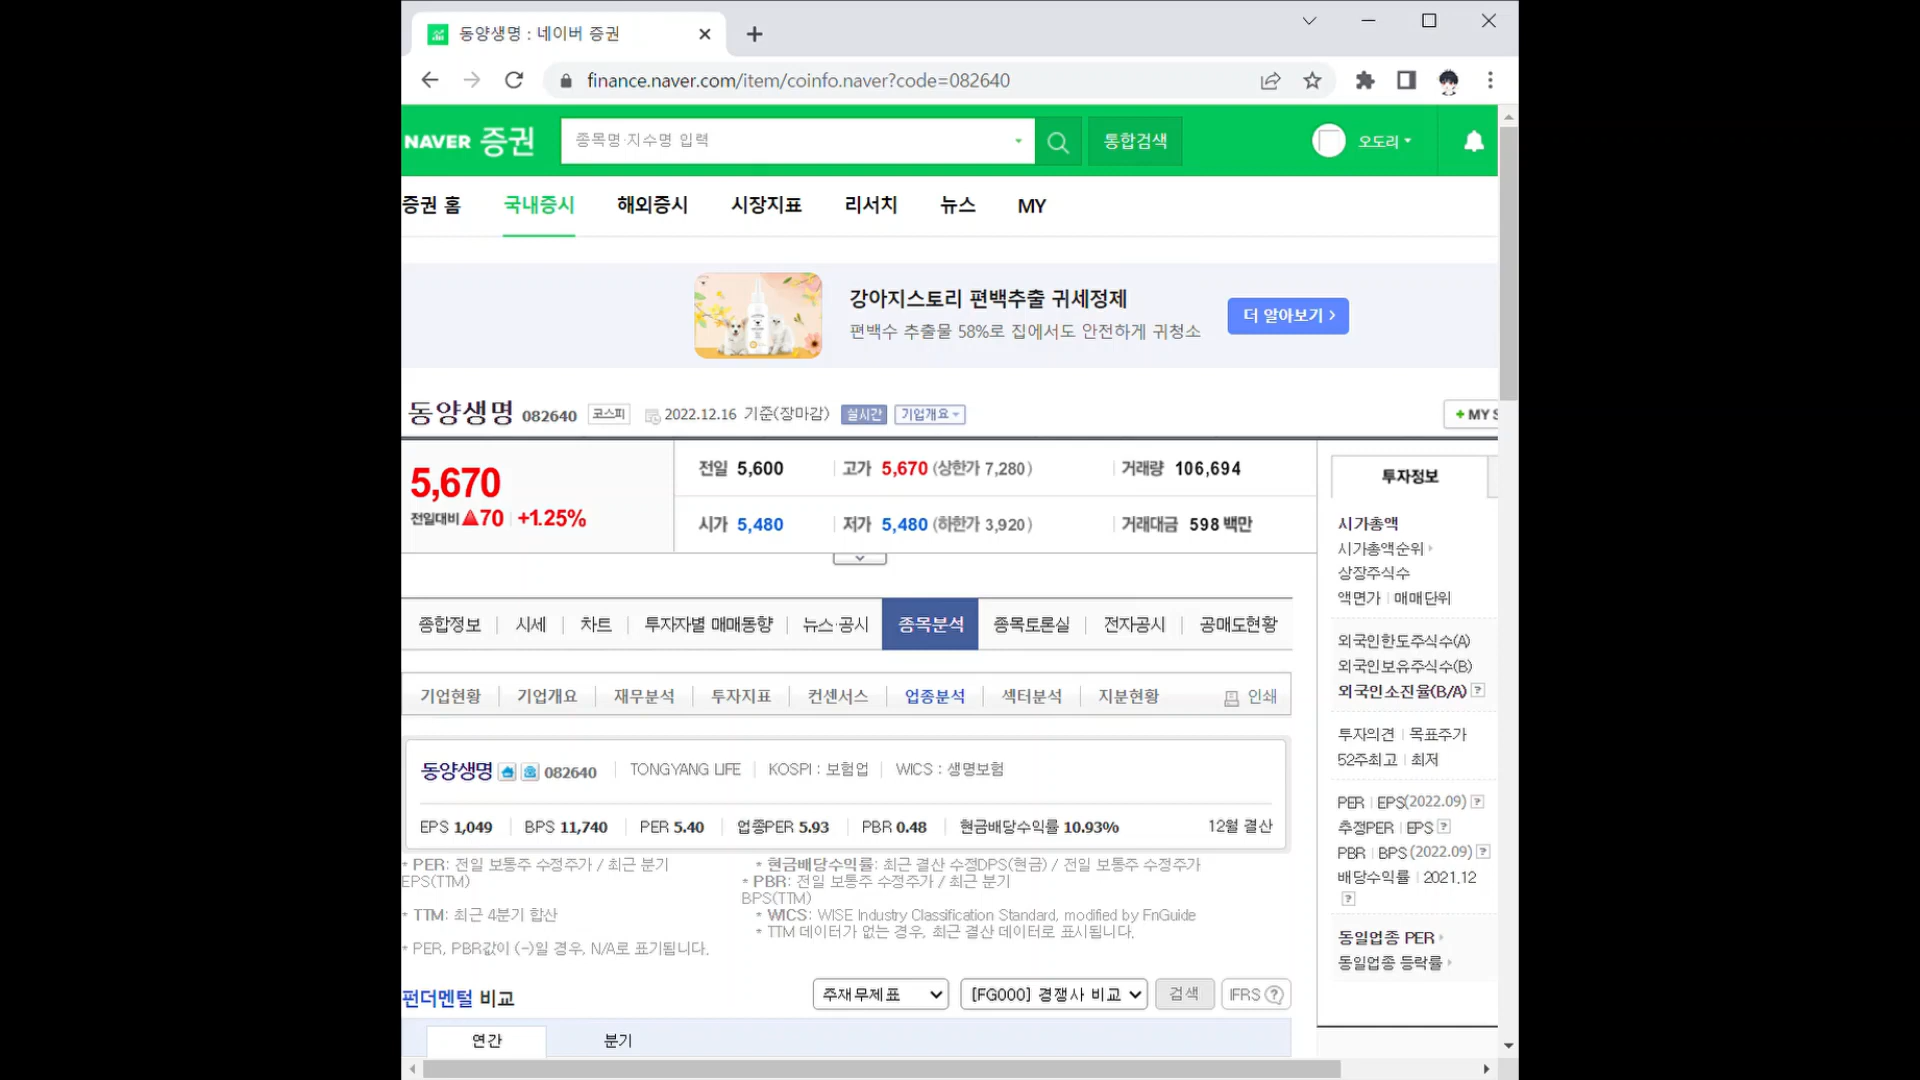 동양생명 : 네이버 증권
finance.naver.com/item/coinfo.naver?code=082640
NAVER 증권
종목명·지수명 입력
통합검색
오도리
증권 홈 국내증시 해외증시 시장지표 리서치 뉴스 MY
강아지스토리 편백추출 귀세정제
편백수 추출물 58%로 집에서도 안전하게 귀청소
더 알아보기 >
동양생명 082640 코스피 2022.12.16 기준(장마감) 실시간 기업개요
+ MY S
5,670
전일대비 ▲70 +1.25%
전일 5,600 고가 5,670 (상한가 7,280) 거래량 106,694
시가 5,480 저가 5,480 (하한가 3,920) 거래대금 598 백만
종합정보 시세 차트 투자자별 매매동향 뉴스·공시 종목분석 종목토론실 전자공시 공매도현황
기업현황 기업개요 재무분석 투자지표 컨센서스 업종분석 섹터분석 지분현황 인쇄
동양생명 082640 TONGYANG LIFE KOSPI : 보험업 WICS : 생명보험
EPS 1,049 BPS 11,740 PER 5.40 업종PER 5.93 PBR 0.48 현금배당수익률 10.93% 12월 결산
* PER: 전일 보통주 수정주가 / 최근 분기
EPS(TTM)
* TTM: 최근 4분기 합산
* PER, PBR값이 (-)일 경우, N/A로 표기됩니다.
* 현금배당수익률: 최근 결산 수정DPS(현금) / 전일 보통주 수정주가
* PBR: 전일 보통주 수정주가 / 최근 분기
BPS(TTM)
* WICS: WISE Industry Classification Standard, modified by FnGuide
* TTM 데이터가 없는 경우, 최근 결산 데이터로 표시됩니다.
펀더멘털 비교
주재무제표 [FG000] 경쟁사 비교 검색 IFRS ?
연간 분기
투자정보
시가총액
시가총액순위
상장주식수
액면가 매매단위
외국인한도주식수(A)
외국인보유주식수(B)
외국인소진율(B/A) ?
투자의견 목표주가
52주최고 최저
PER EPS(2022.09) ?
추정PER EPS ?
PBR BPS (2022.09) ?
배당수익률 2021.12
?
동일업종 PER
동일업종 등락률